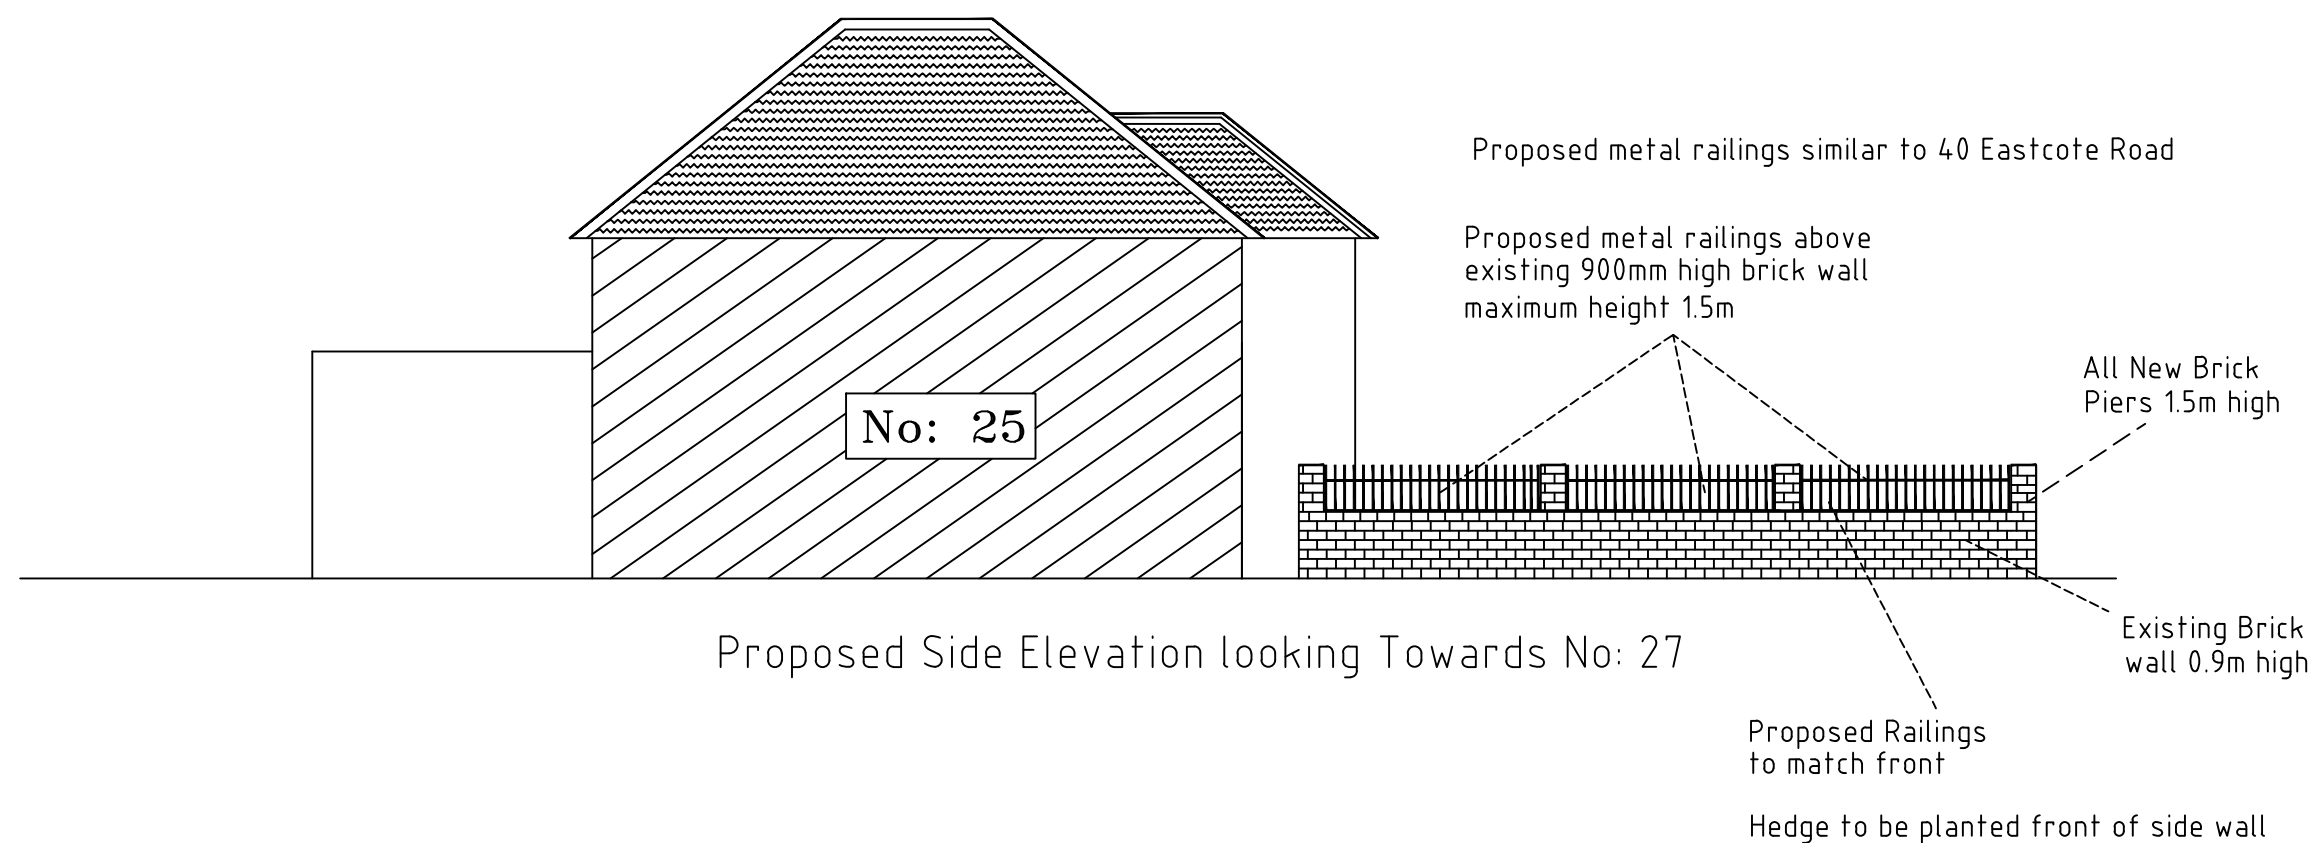 Proposed metal railings similar to 40 Eastcote Road
Proposed metal railings above
existing 900mm high brick wall
maximum height 1.5m
All New Brick
Piers 1.5m high
No: 25
Existing Brick
wall 0.9m high
Proposed Side Elevation looking Towards No: 27
Proposed Railings
to match front
Hedge to be planted front of side wall